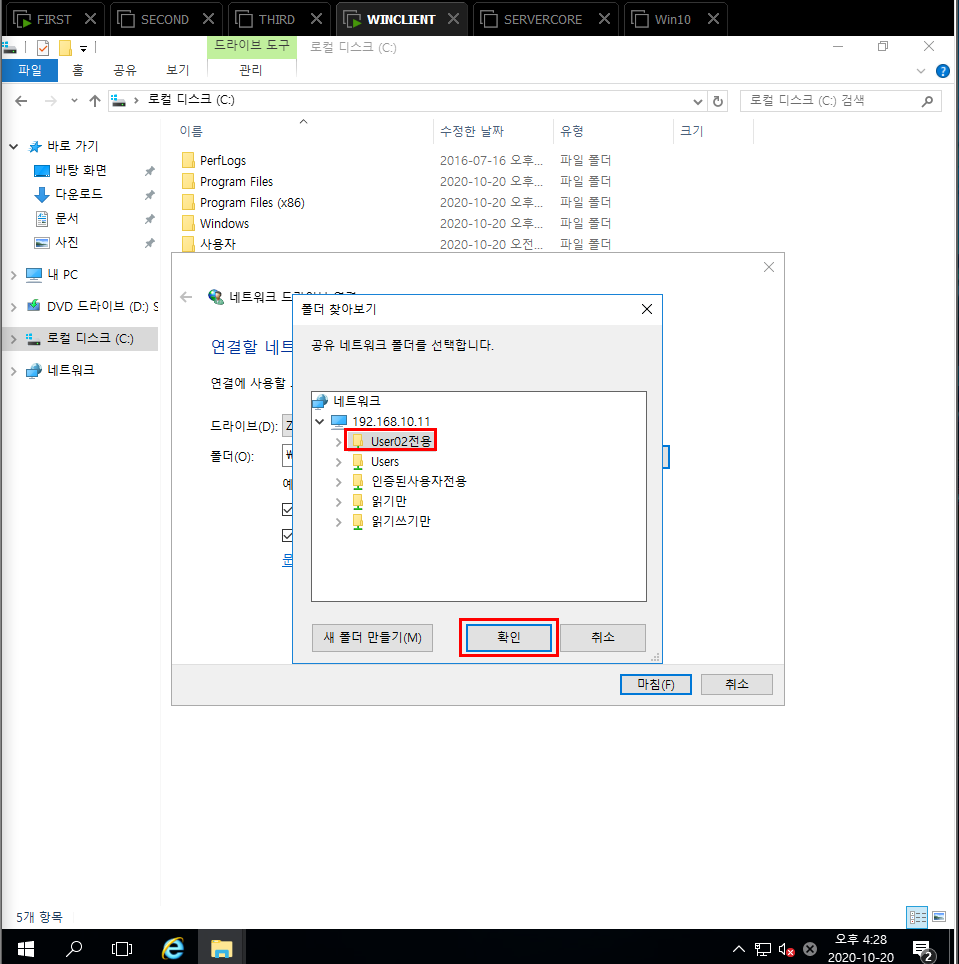 FIRST SECOND THIRD WINCLIENT SERVERCORE Win10
드라이브 도구 로컬 디스크 (C:)
파일 홈 공유 보기 관리
로컬 디스크 (C:) 로컬 디스크 (C:) 검색
이름 수정한 날짜 유형 크기
바로 가기
바탕 화면
다운로드
문서
사진
내 PC
DVD 드라이브 (D:) S
로컬 디스크 (C:)
네트워크
PerfLogs 2016-07-16 오후... 파일 폴더
Program Files 2020-10-20 오후... 파일 폴더
Program Files (x86) 2020-10-20 오후... 파일 폴더
Windows 2020-10-20 오후... 파일 폴더
사용자 2020-10-20 오전... 파일 폴더
네트워크
연결할 네트
연결에 사용할
드라이브(D): Z
폴더(O):
폴더 찾아보기
공유 네트워크 폴더를 선택합니다.
네트워크
192.168.10.11
User02전용
Users
인증된사용자전용
읽기만
읽기쓰기만
새 폴더 만들기(M) 확인 취소
마침(F) 취소
5개 항목
오후 4:28
2020-10-20
2